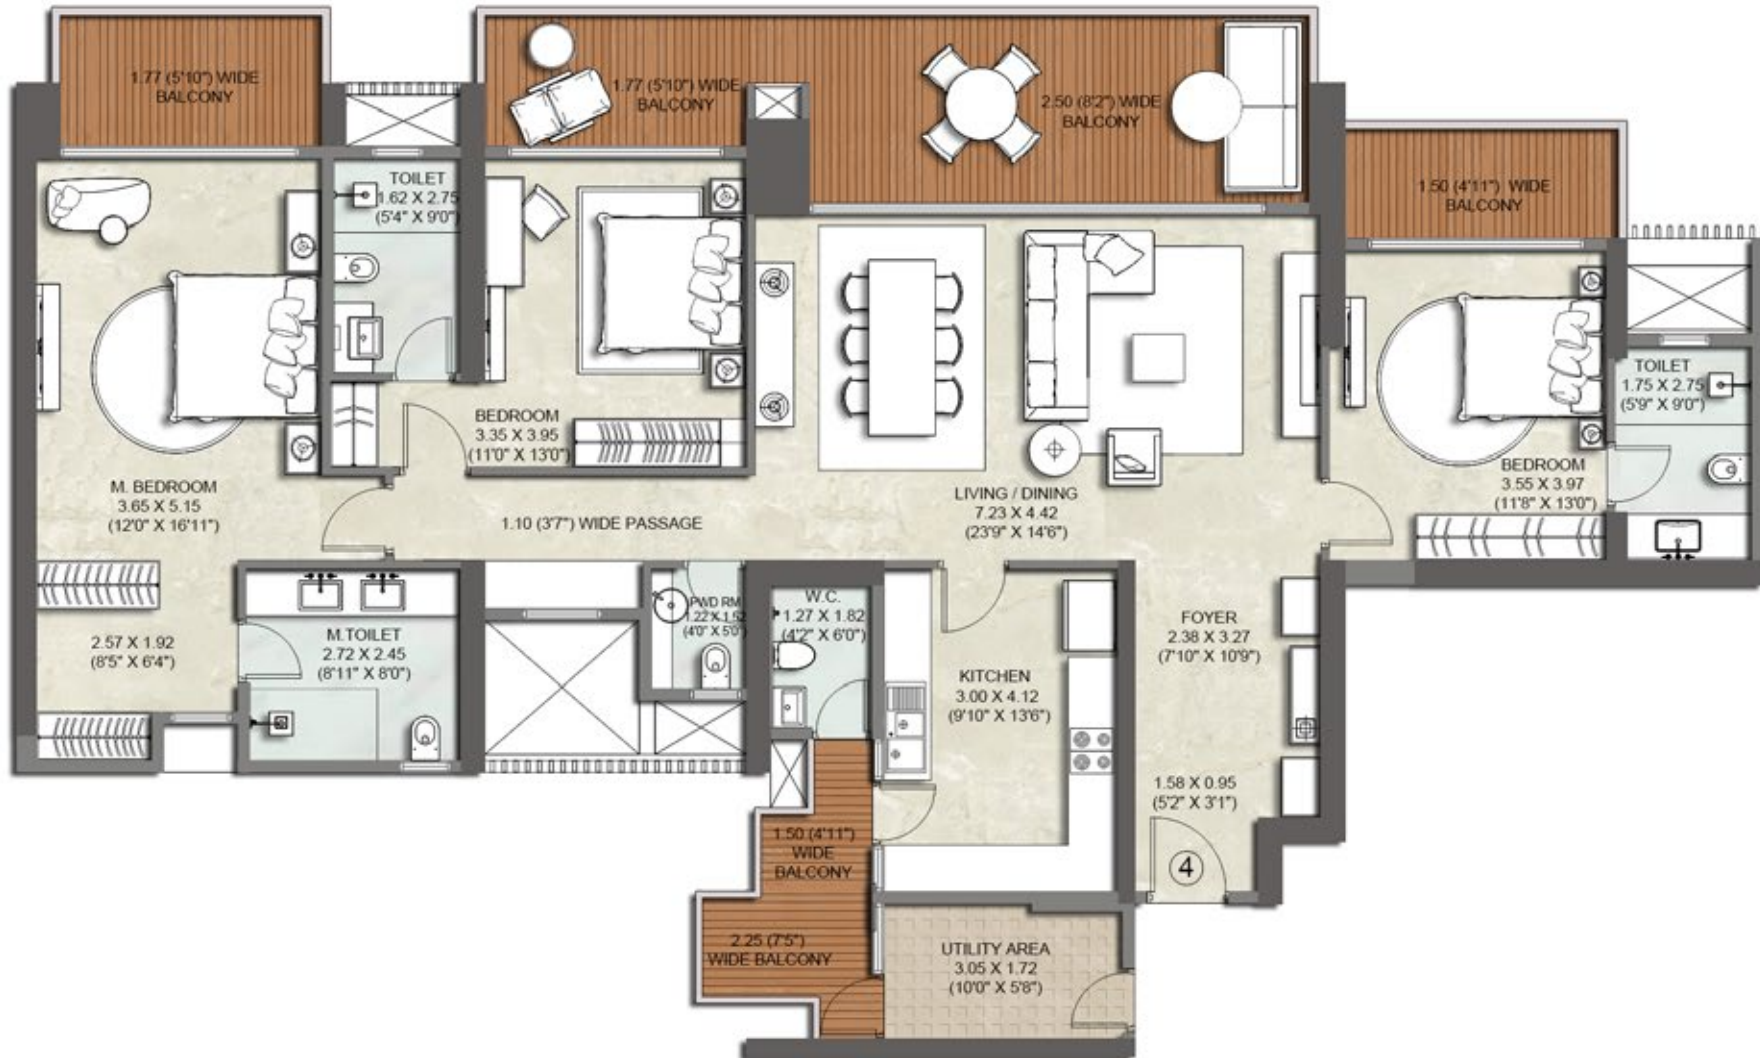 1.77 (5'10") WIDE
BALCONY
1.77 (5'10") WIDE
BALCONY
2.50 (8'2") WIDE
BALCONY
1.50 (4'11") WIDE
BALCONY
TOILET
1.62 X 2.75
(5'4" X 9'0")
BEDROOM
3.35 X 3.95
(11'0" X 13'0")
M. BEDROOM
3.65 X 5.15
(12'0" X 16'11")
1.10 (3'7") WIDE PASSAGE
LIVING / DINING
7.23 X 4.42
(23'9" X 14'6")
BEDROOM
3.55 X 3.97
(11'8" X 13'0")
TOILET
1.75 X 2.75
(5'9" X 9'0")
2.57 X 1.92
(8'5" X 6'4")
M.TOILET
2.72 X 2.45
(8'11" X 8'0")
PWD RM
1.22 X 1.52
(4'0" X 5'0")
W.C.
1.27 X 1.82
(4'2" X 6'0")
KITCHEN
3.00 X 4.12
(9'10" X 13'6")
FOYER
2.38 X 3.27
(7'10" X 10'9")
1.58 X 0.95
(5'2" X 3'1")
4
1.50 (4'11")
WIDE
BALCONY
2.25 (7'5")
WIDE BALCONY
UTILITY AREA
3.05 X 1.72
(10'0" X 5'8")